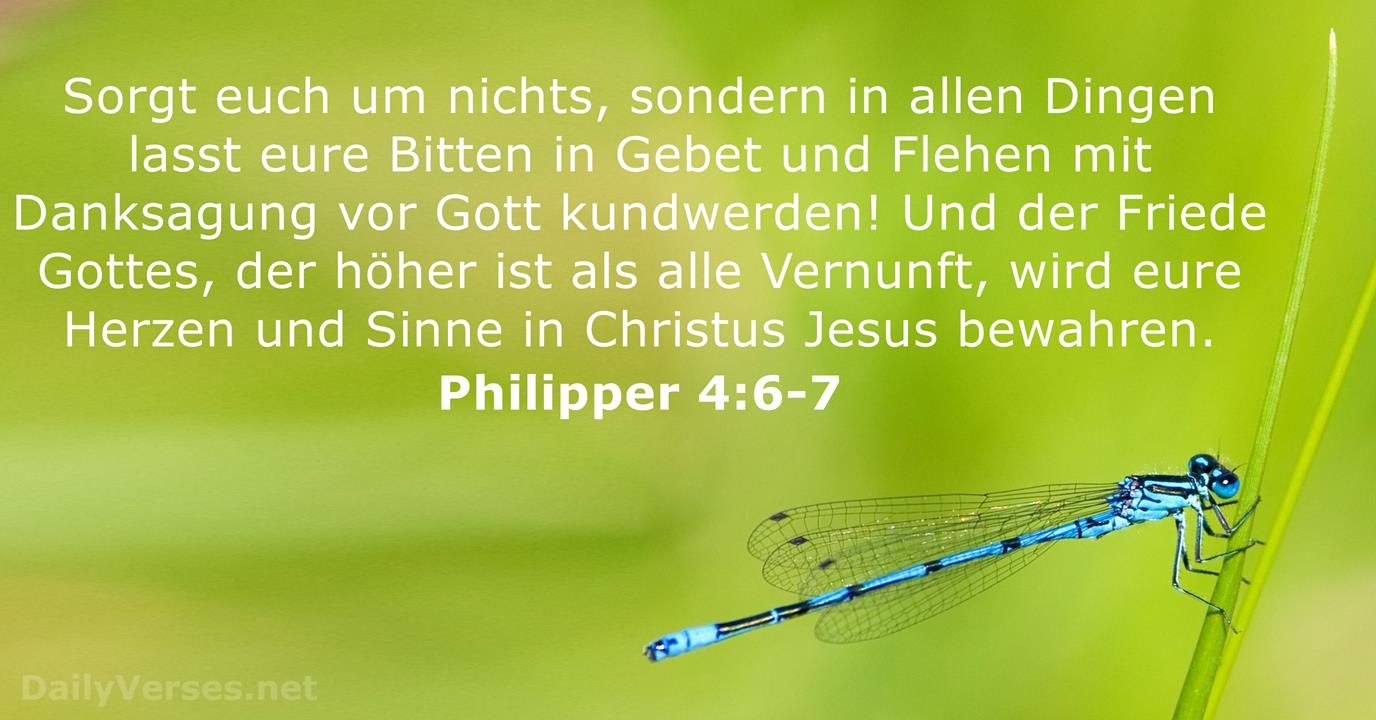 Sorgt euch um nichts, sondern in allen Dingen
lasst eure Bitten in Gebet und Flehen mit
Danksagung vor Gott kundwerden! Und der Friede
Gottes, der höher ist als alle Vernunft, wird eure
Herzen und Sinne in Christus Jesus bewahren.
Philipper 4:6-7
DailyVerses.net